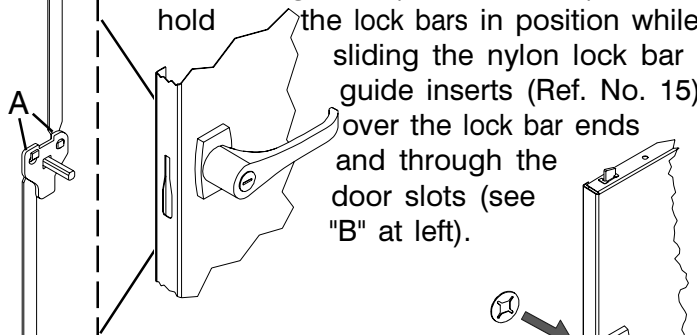 hold the lock bars in position while
sliding the nylon lock bar
guide inserts (Ref. No. 15)
over the lock bar ends
and through the
door slots (see
"B" at left).
A